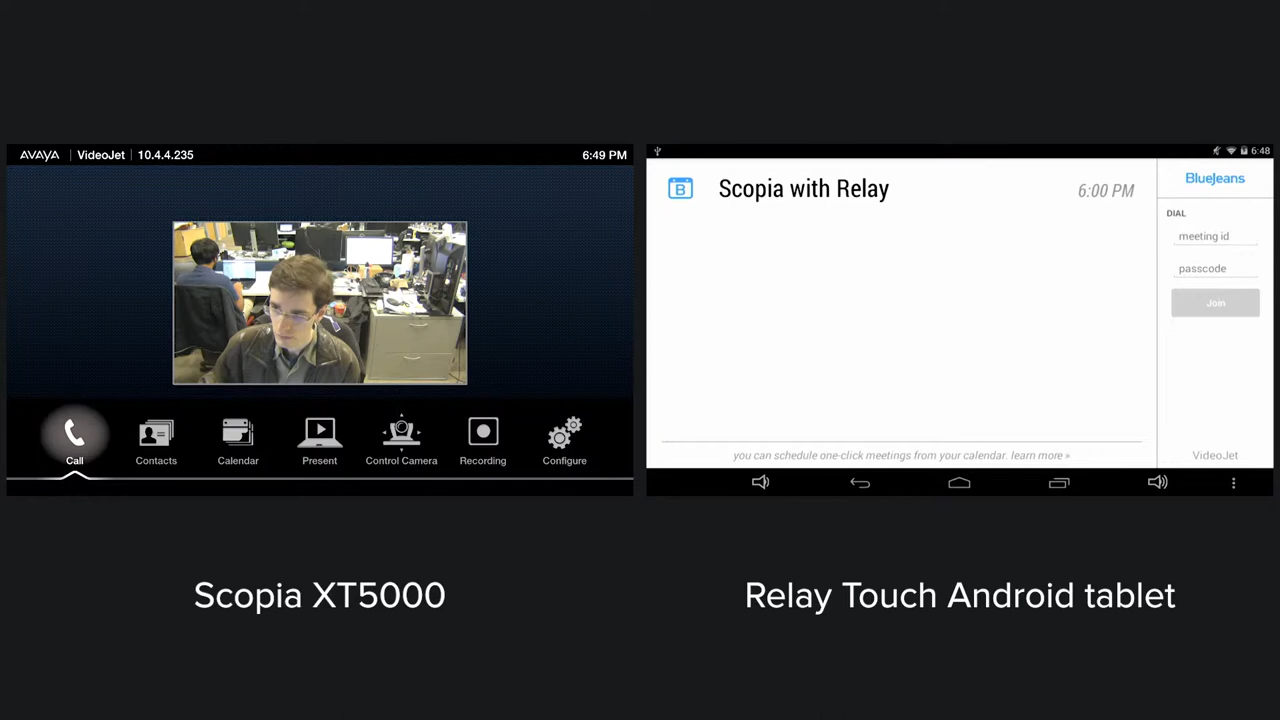 AVAYA | VideoJet | 10.4.4.235
6:49 PM
Call
Contacts
Calendar
Present
Control Camera
Recording
Configure
Scopia XT5000
6:48
B
Scopia with Relay
6:00 PM
you can schedule one-click meetings from your calendar. learn more »
BlueJeans
DIAL
meeting id
passcode
Join
VideoJet
Relay Touch Android tablet